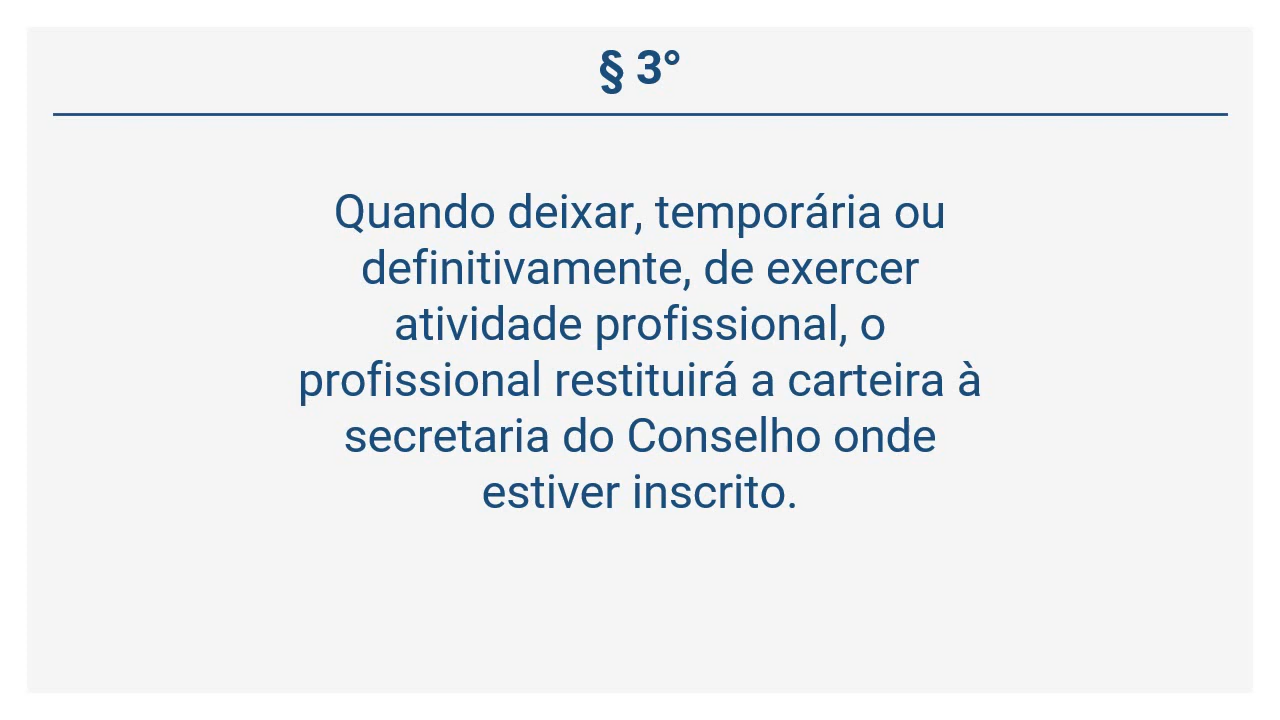 § 3°
Quando deixar, temporária ou
definitivamente, de exercer
atividade profissional, o
profissional restituirá a carteira à
secretaria do Conselho onde
estiver inscrito.